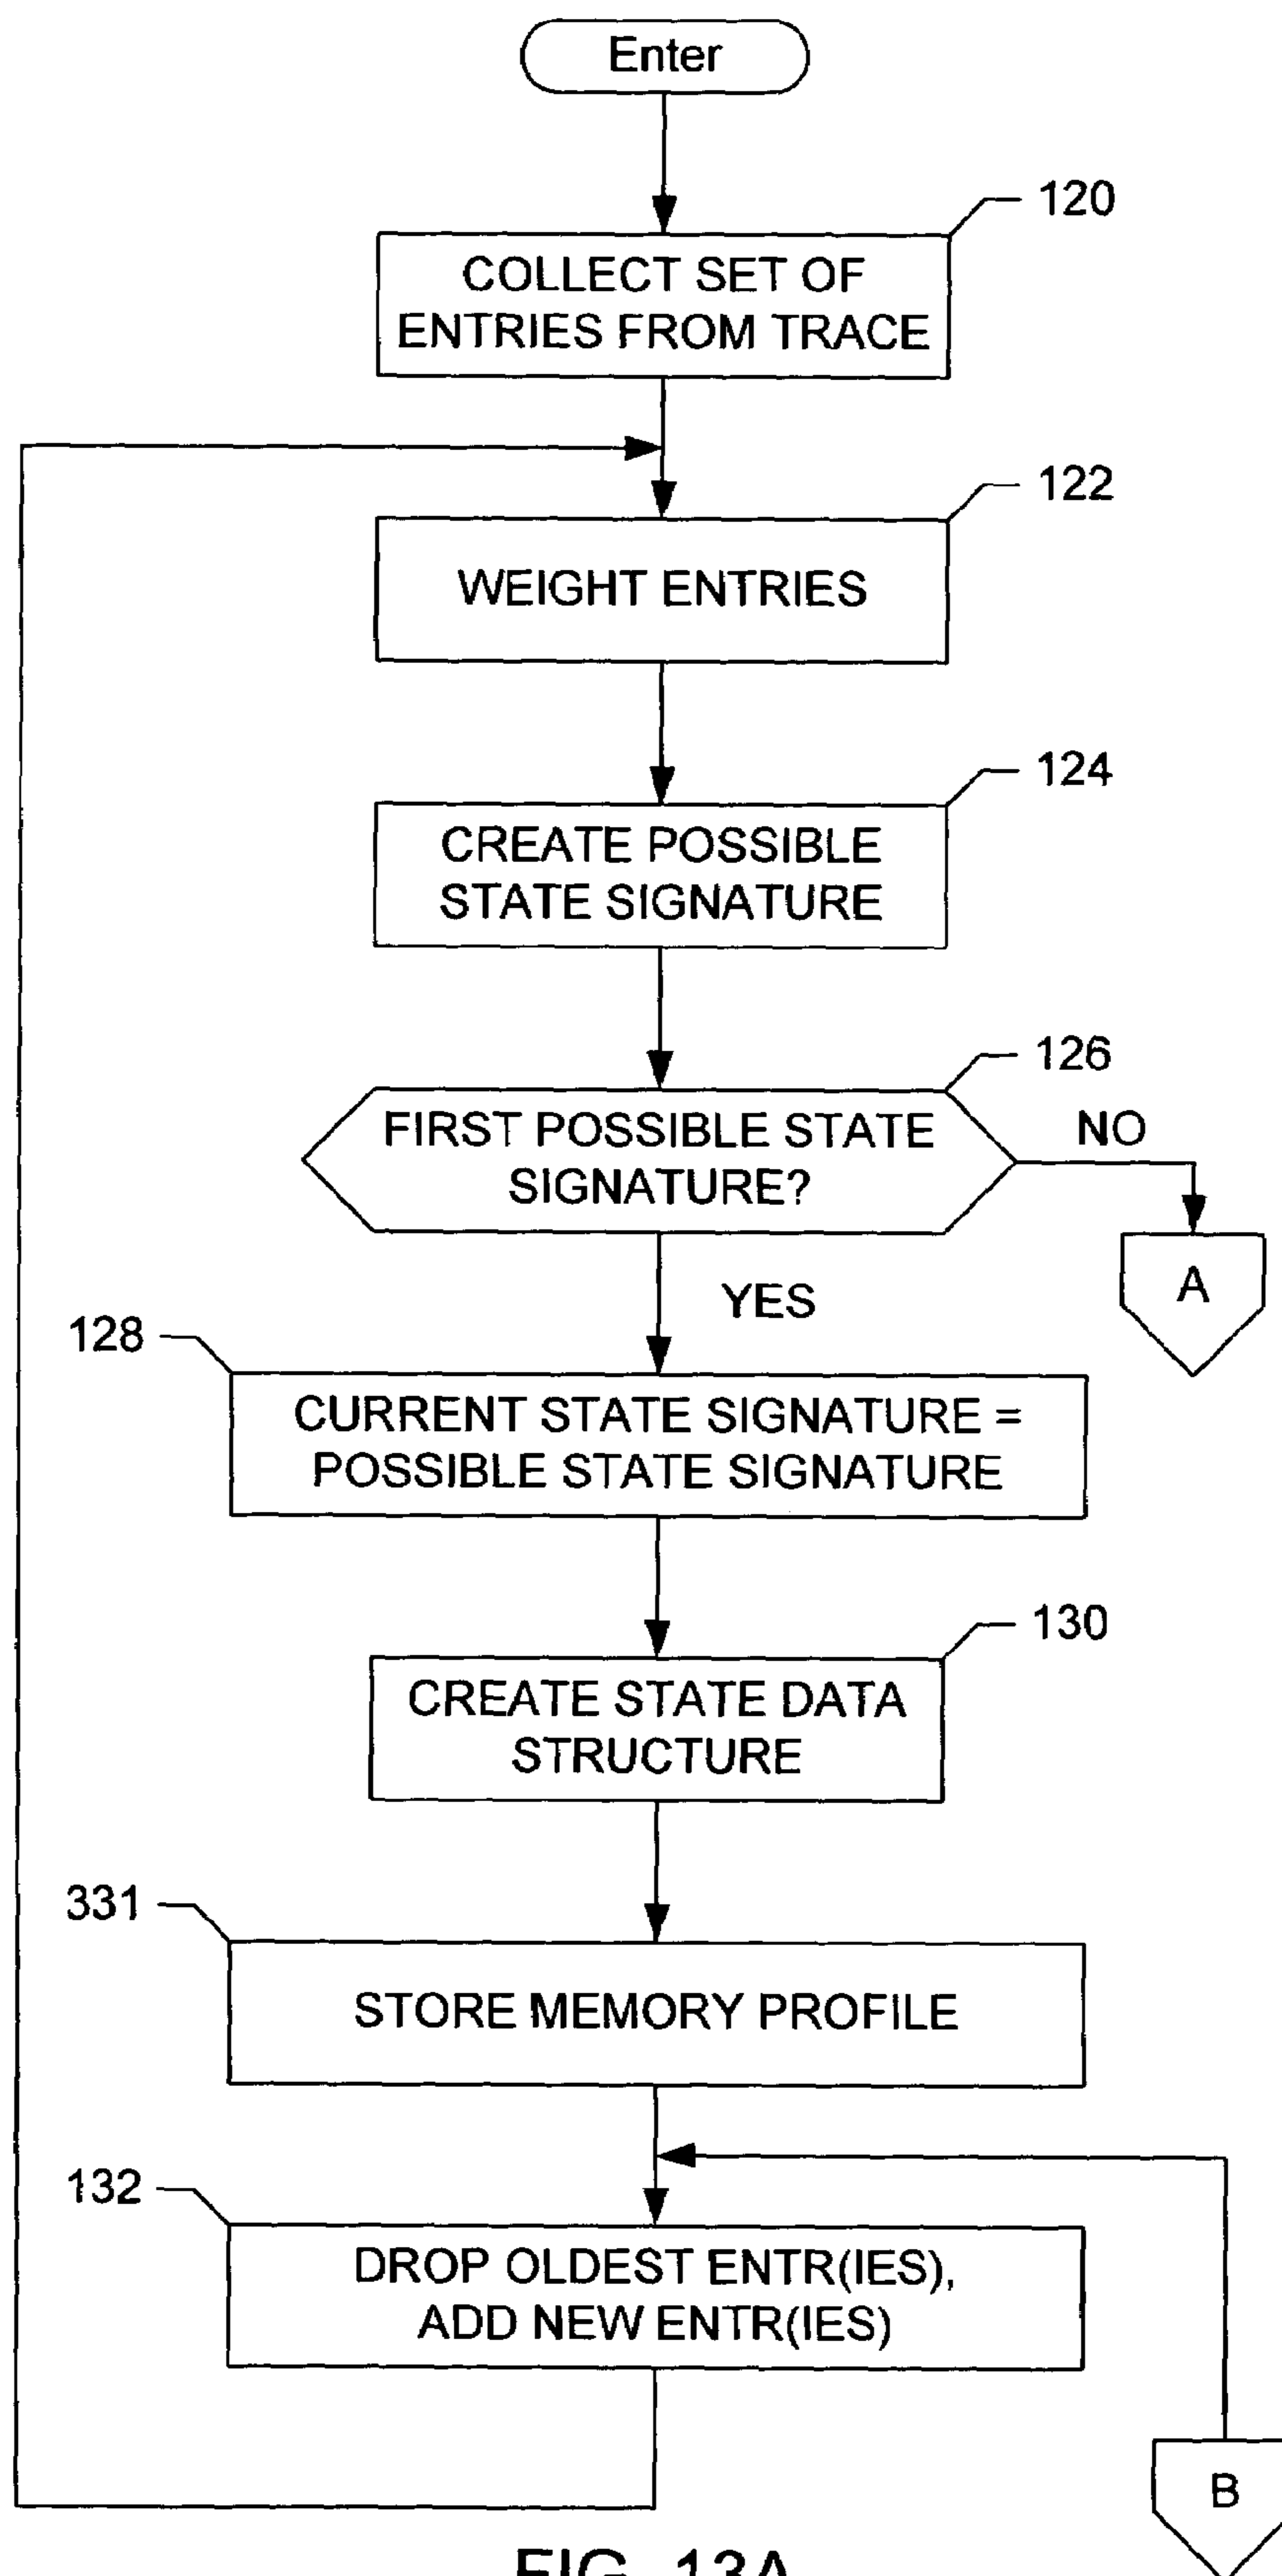 Enter
120
COLLECT SET OF
ENTRIES FROM TRACE
122
WEIGHT ENTRIES
124
CREATE POSSIBLE
STATE SIGNATURE
126
FIRST POSSIBLE STATE
SIGNATURE?
NO
A
YES
128
CURRENT STATE SIGNATURE =
POSSIBLE STATE SIGNATURE
130
CREATE STATE DATA
STRUCTURE
331
STORE MEMORY PROFILE
132
DROP OLDEST ENTR(IES),
ADD NEW ENTR(IES)
B
FIG. 13A